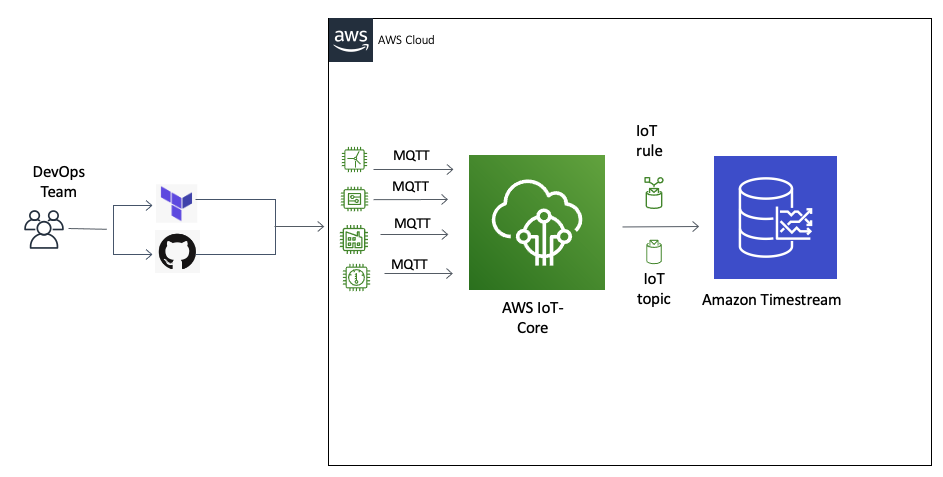 aws
AWS Cloud
DevOps
Team
MQTT
MQTT
MQTT
MQTT
AWS IoT-
Core
IoT
rule
IoT
topic
Amazon Timestream